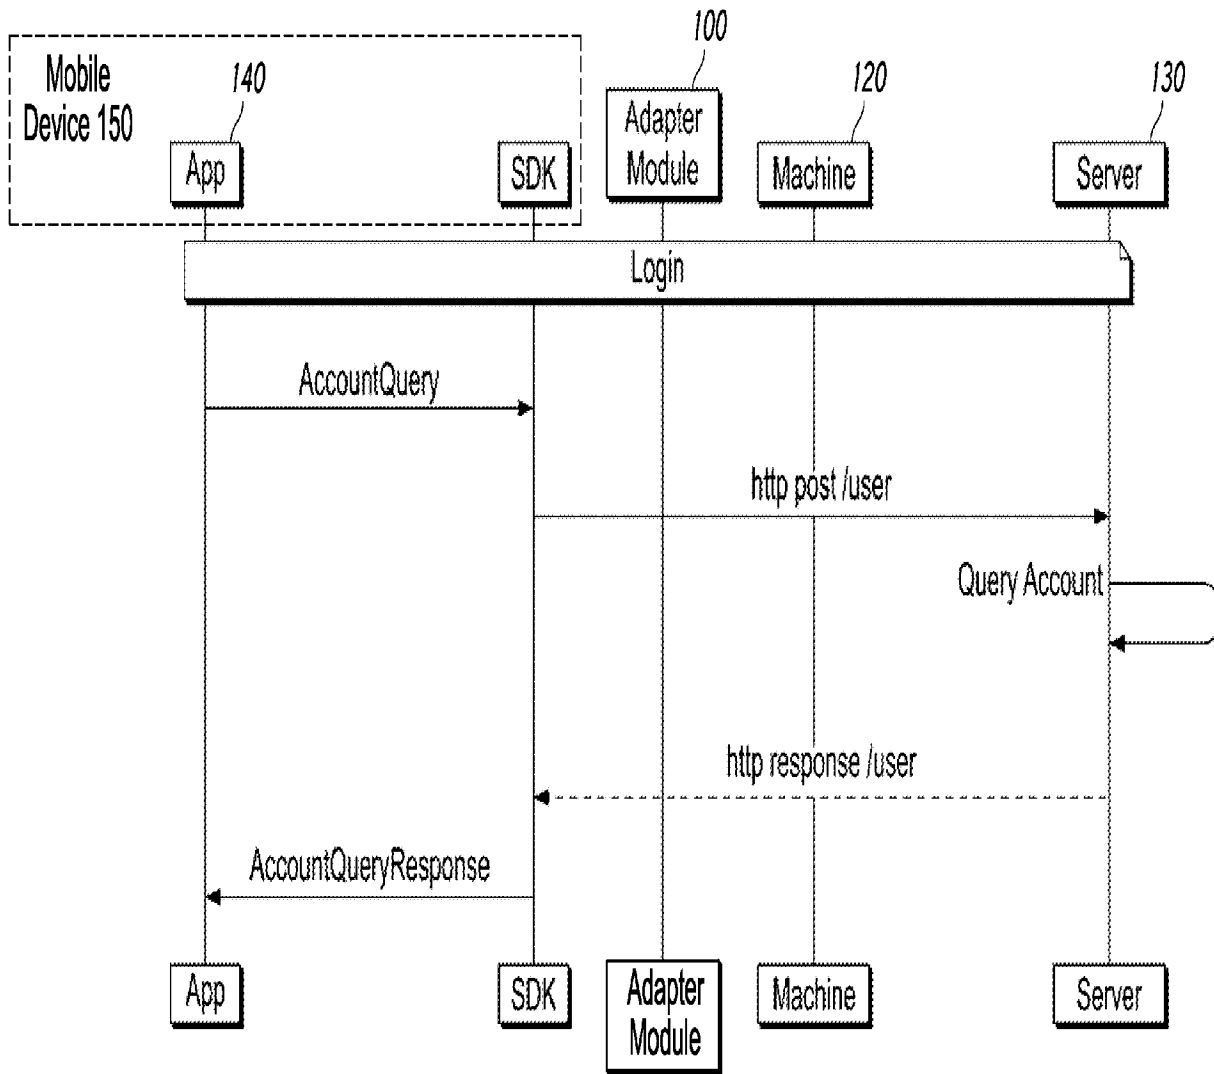 Mobile
Device 150
140
100
120
130
App
SDK
Adapter
Module
Machine
Server
Login
AccountQuery
http post /user
Query Account
http response /user
AccountQueryResponse
App
SDK
Adapter
Module
Machine
Server